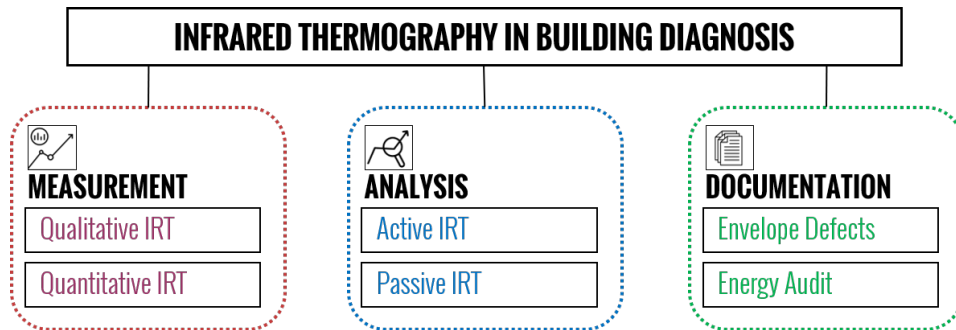 INFRARED THERMOGRAPHY IN BUILDING DIAGNOSIS
MEASUREMENT
Qualitative IRT
Quantitative IRT
ANALYSIS
Active IRT
Passive IRT
DOCUMENTATION
Envelope Defects
Energy Audit